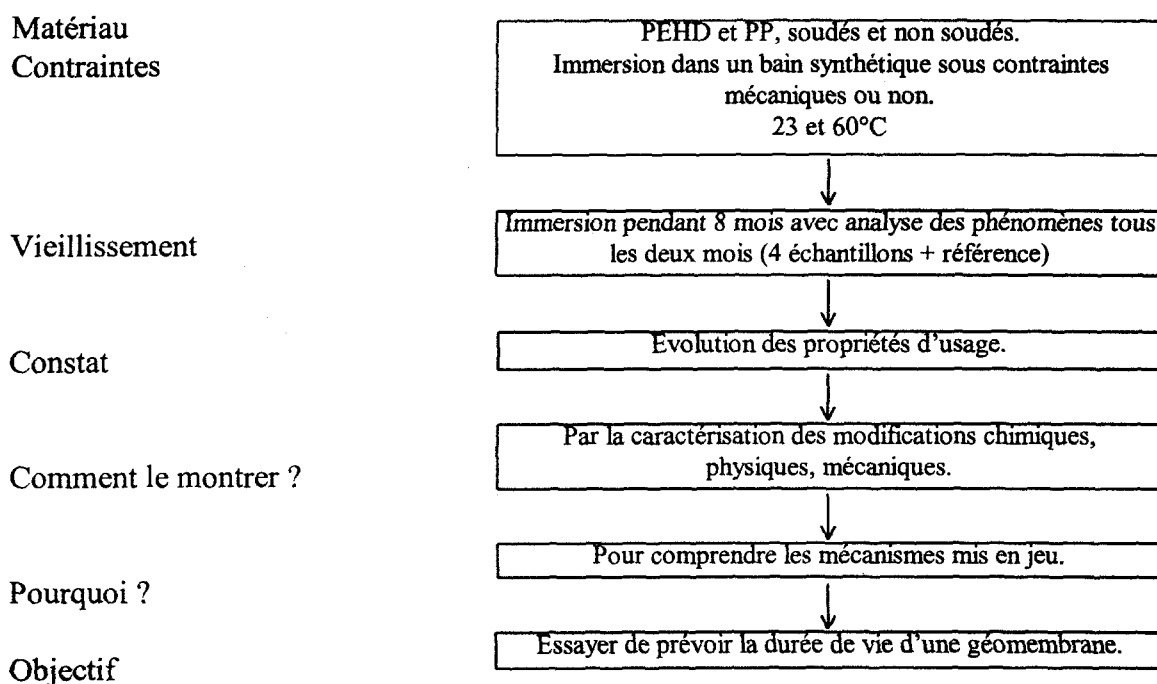 Matériau
Contraintes
PEHD et PP, soudés et non soudés.
Immersion dans un bain synthétique sous contraintes
mécaniques ou non.
23 et 60°C
Vieillissement
Immersion pendant 8 mois avec analyse des phénomènes tous
les deux mois (4 échantillons + référence)
Constat
Evolution des propriétés d'usage.
Comment le montrer ?
Par la caractérisation des modifications chimiques,
physiques, mécaniques.
Pourquoi ?
Pour comprendre les mécanismes mis en jeu.
Objectif
Essayer de prévoir la durée de vie d'une géomembrane.